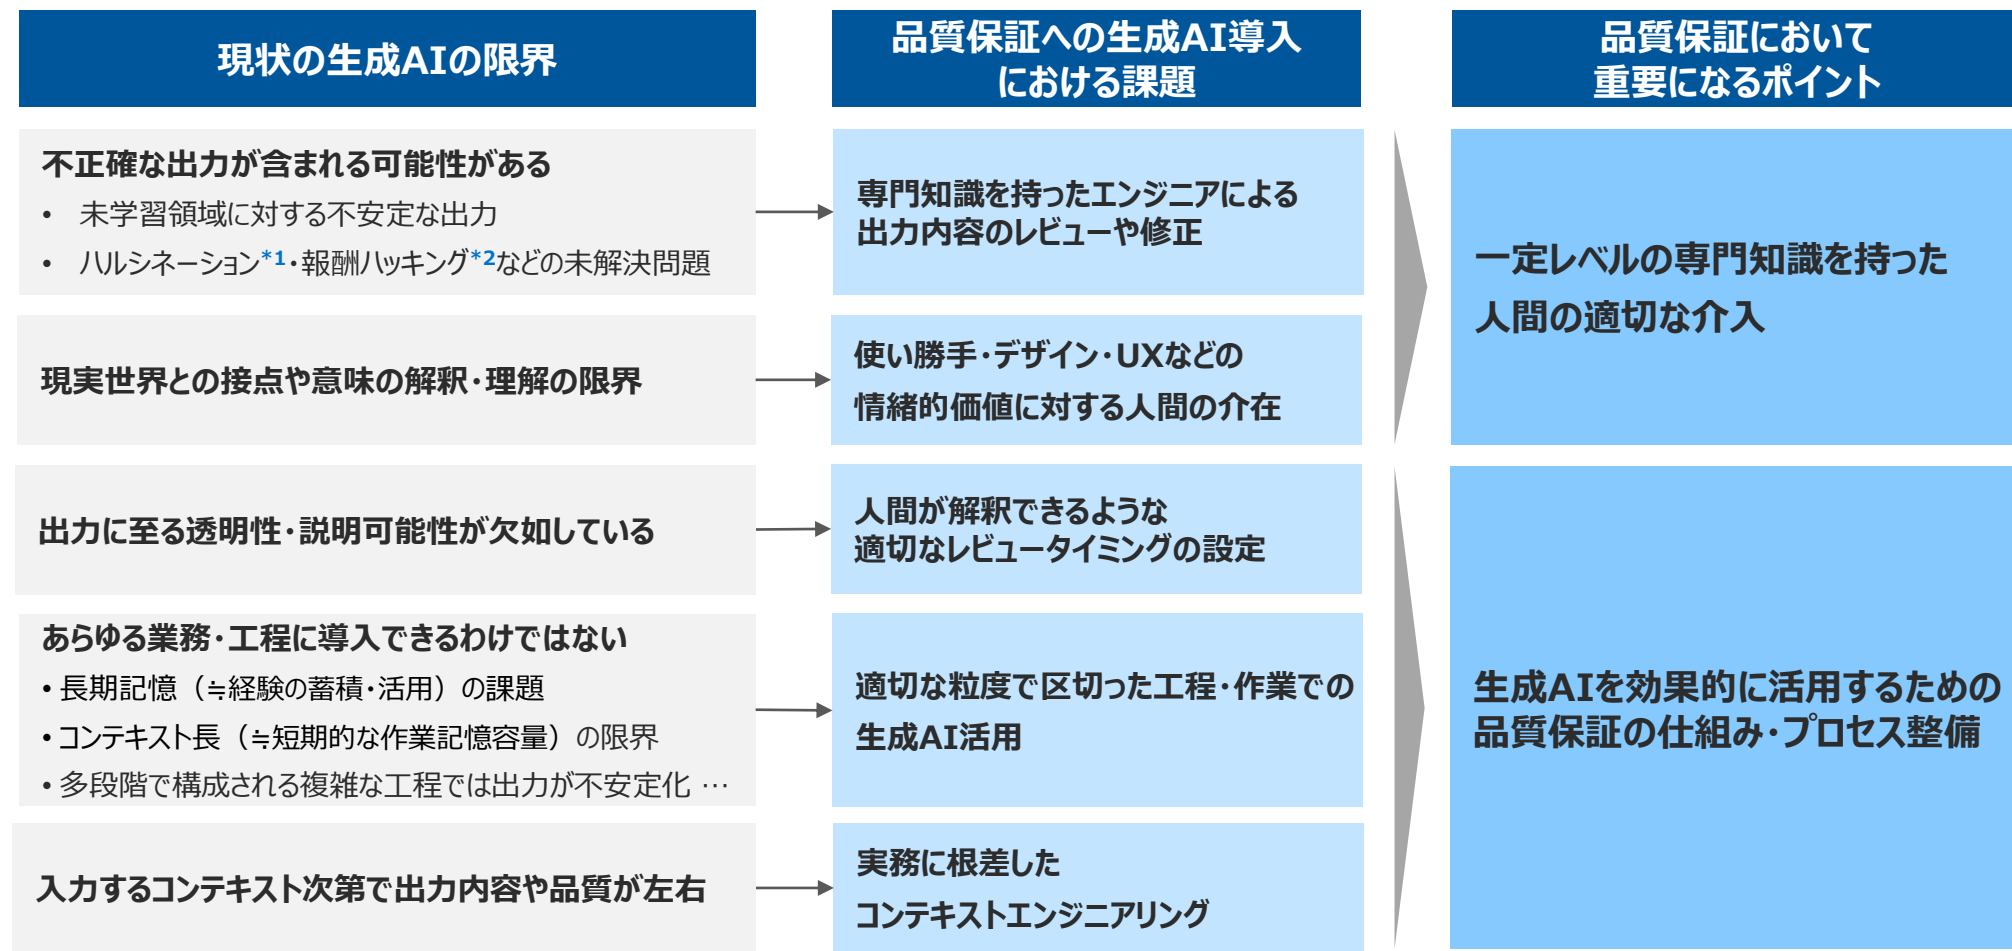 現状の生成AIの限界
品質保証への生成AI導入
における課題
品質保証において
重要になるポイント
不正確な出力が含まれる可能性がある
• 未学習領域に対する不安定な出力
• ハルシネーション*1・報酬ハッキング*2などの未解決問題
専門知識を持ったエンジニアによる
出力内容のレビューや修正
現実世界との接点や意味の解釈・理解の限界
使い勝手・デザイン・UXなどの
情緒的価値に対する人間の介在
一定レベルの専門知識を持った
人間の適切な介入
出力に至る透明性・説明可能性が欠如している
人間が解釈できるような
適切なレビュータイミングの設定
あらゆる業務・工程に導入できるわけではない
• 長期記憶（≒経験の蓄積・活用）の課題
• コンテキスト長（≒短期的な作業記憶容量）の限界
• 多段階で構成される複雑な工程では出力が不安定化 …
適切な粒度で区切った工程・作業での
生成AI活用
入力するコンテキスト次第で出力内容や品質が左右
実務に根差した
コンテキストエンジニアリング
生成AIを効果的に活用するための
品質保証の仕組み・プロセス整備